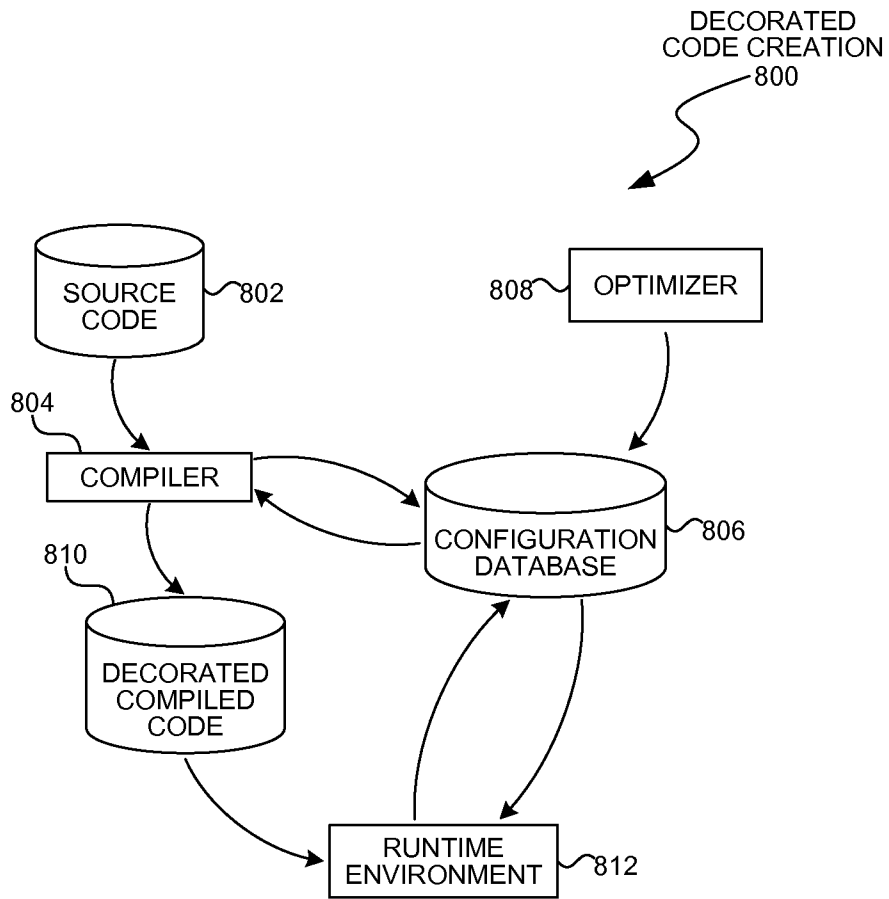 DECORATED
CODE CREATION
800
SOURCE
CODE
802
808
OPTIMIZER
804
COMPILER
CONFIGURATION
DATABASE
806
810
DECORATED
COMPILED
CODE
RUNTIME
ENVIRONMENT
812